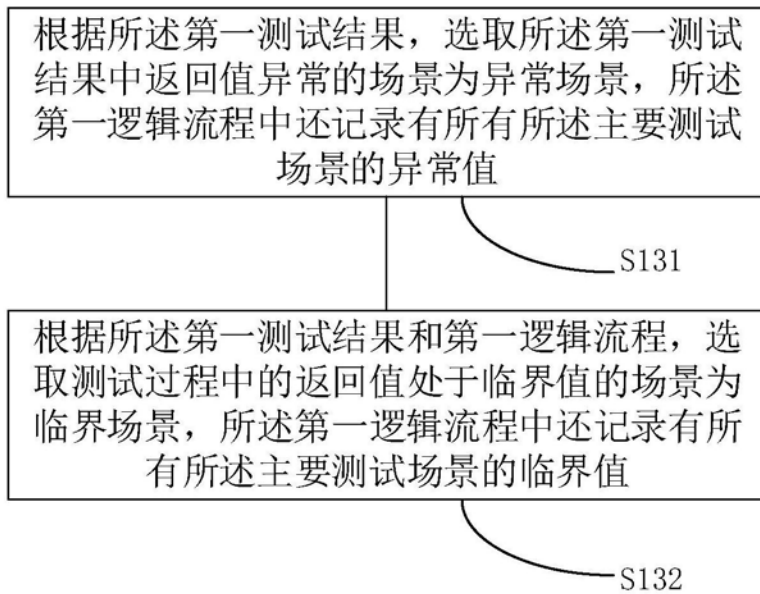 根据所述第一测试结果，选取所述第一测试
结果中返回值异常的场景为异常场景，所述
第一逻辑流程中还记录有所有所述主要测试
场景的异常值
S131
根据所述第一测试结果和第一逻辑流程，选
取测试过程中的返回值处于临界值的场景为
临界场景，所述第一逻辑流程中还记录有所
有所述主要测试场景的临界值
S132